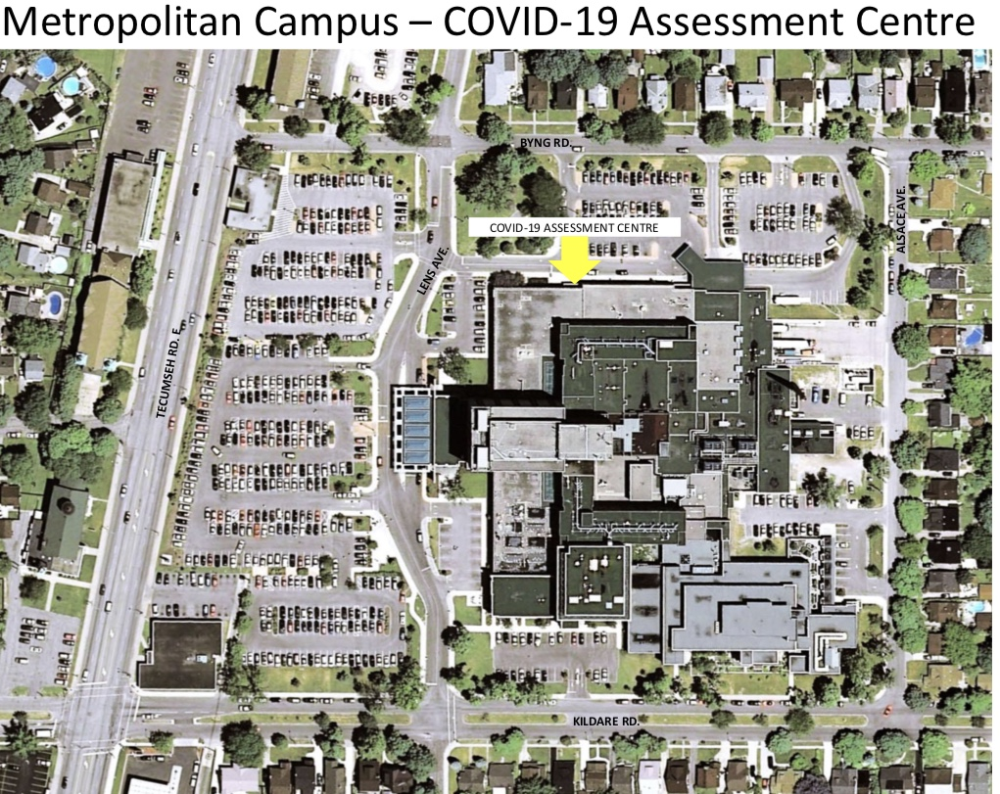 Metropolitan Campus – COVID-19 Assessment Centre
BYNG RD.
ALSACE AVE.
COVID-19 ASSESSMENT CENTRE
LENS AVE.
TECUMSEH RD. E.
KILDARE RD.